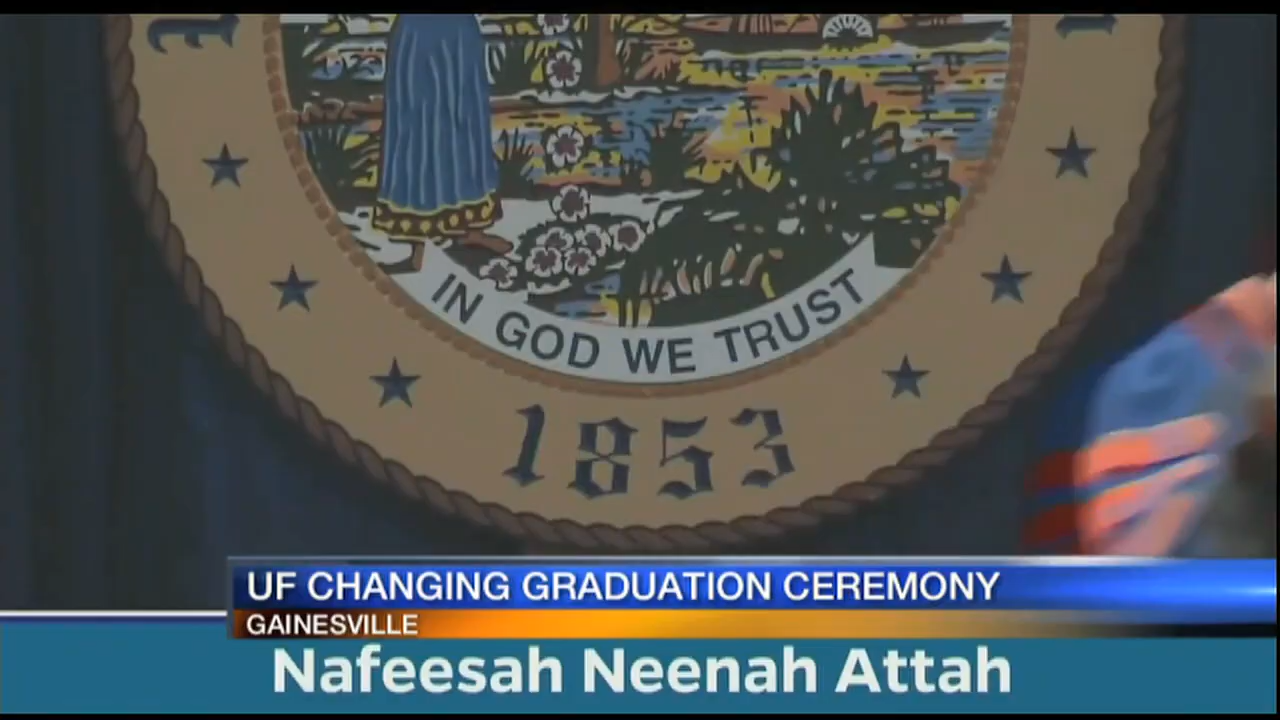 IN GOD WE TRUST
1853
UF CHANGING GRADUATION CEREMONY
GAINESVILLE
Nafeesah Neenah Attah